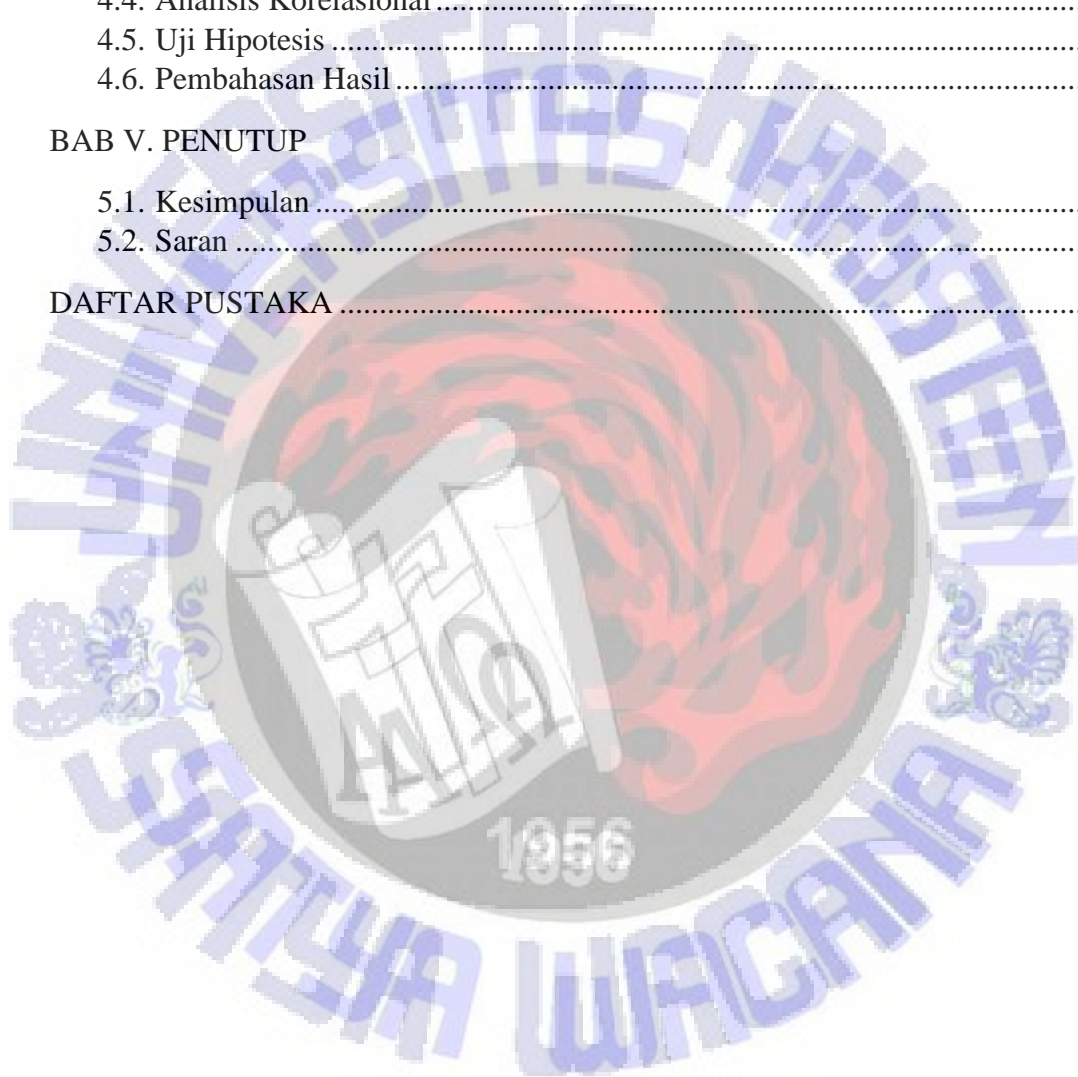 4.4. Analisis Korelasional ........................................................................
4.5. Uji Hipotesis ........................................................................
4.6. Pembahasan Hasil ........................................................................
BAB V. PENUTUP
5.1. Kesimpulan ........................................................................
5.2. Saran ........................................................................
DAFTAR PUSTAKA ........................................................................
UNIVERSITAS KRISTEN
SATYA WACANA
1956
AΩ